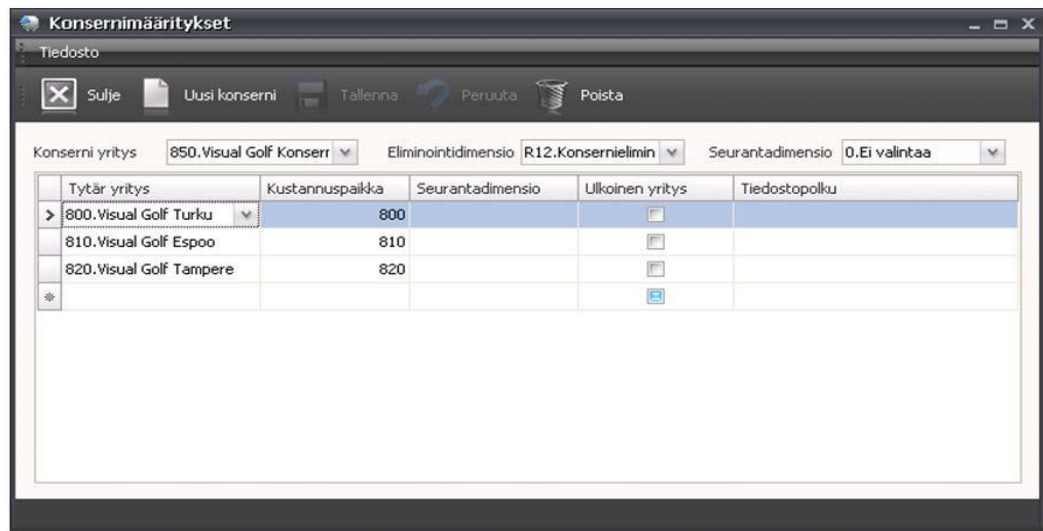 Konsernimääritykset
Tiedosto
Sulje Uusi konserni Tallenna Peruuta Poista
Konserni yritys 850.Visual Golf Konserr Eliminointidimensio R12.Konsernielimin Seurantadimensio 0.Ei valintaa
Tytär yritys Kustannuspaikka Seurantadimensio Ulkoinen yritys Tiedostopolku
800.Visual Golf Turku 800
810.Visual Golf Espoo 810
820.Visual Golf Tampere 820